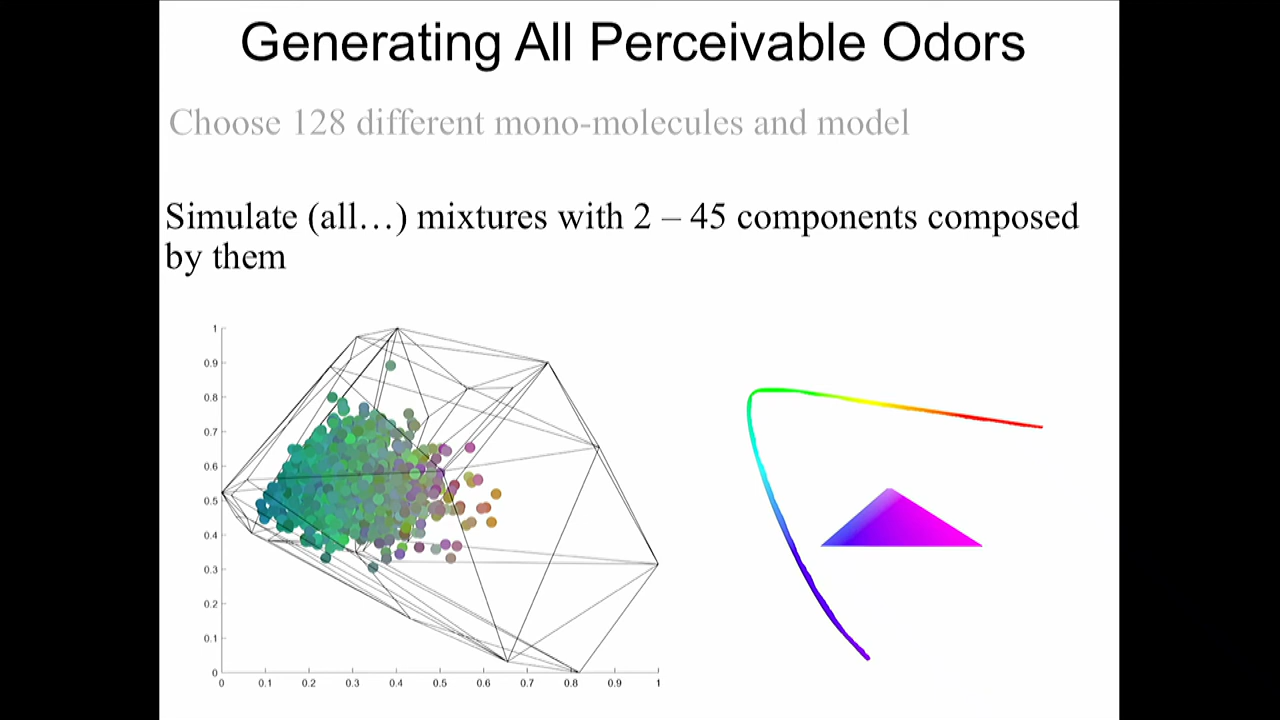 Generating All Perceivable Odors
Choose 128 different mono-molecules and model
Simulate (all…) mixtures with 2 – 45 components composed
by them
1
0.9
0.8
0.7
0.6
0.5
0.4
0.3
0.2
0.1
0
0 0.1 0.2 0.3 0.4 0.5 0.6 0.7 0.8 0.9 1